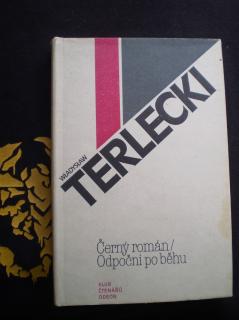 WŁADYSŁAW
TERLECKI
Černý román/
Odpočni po běhu
KLUB
ČTENÁŘŮ
ODEON